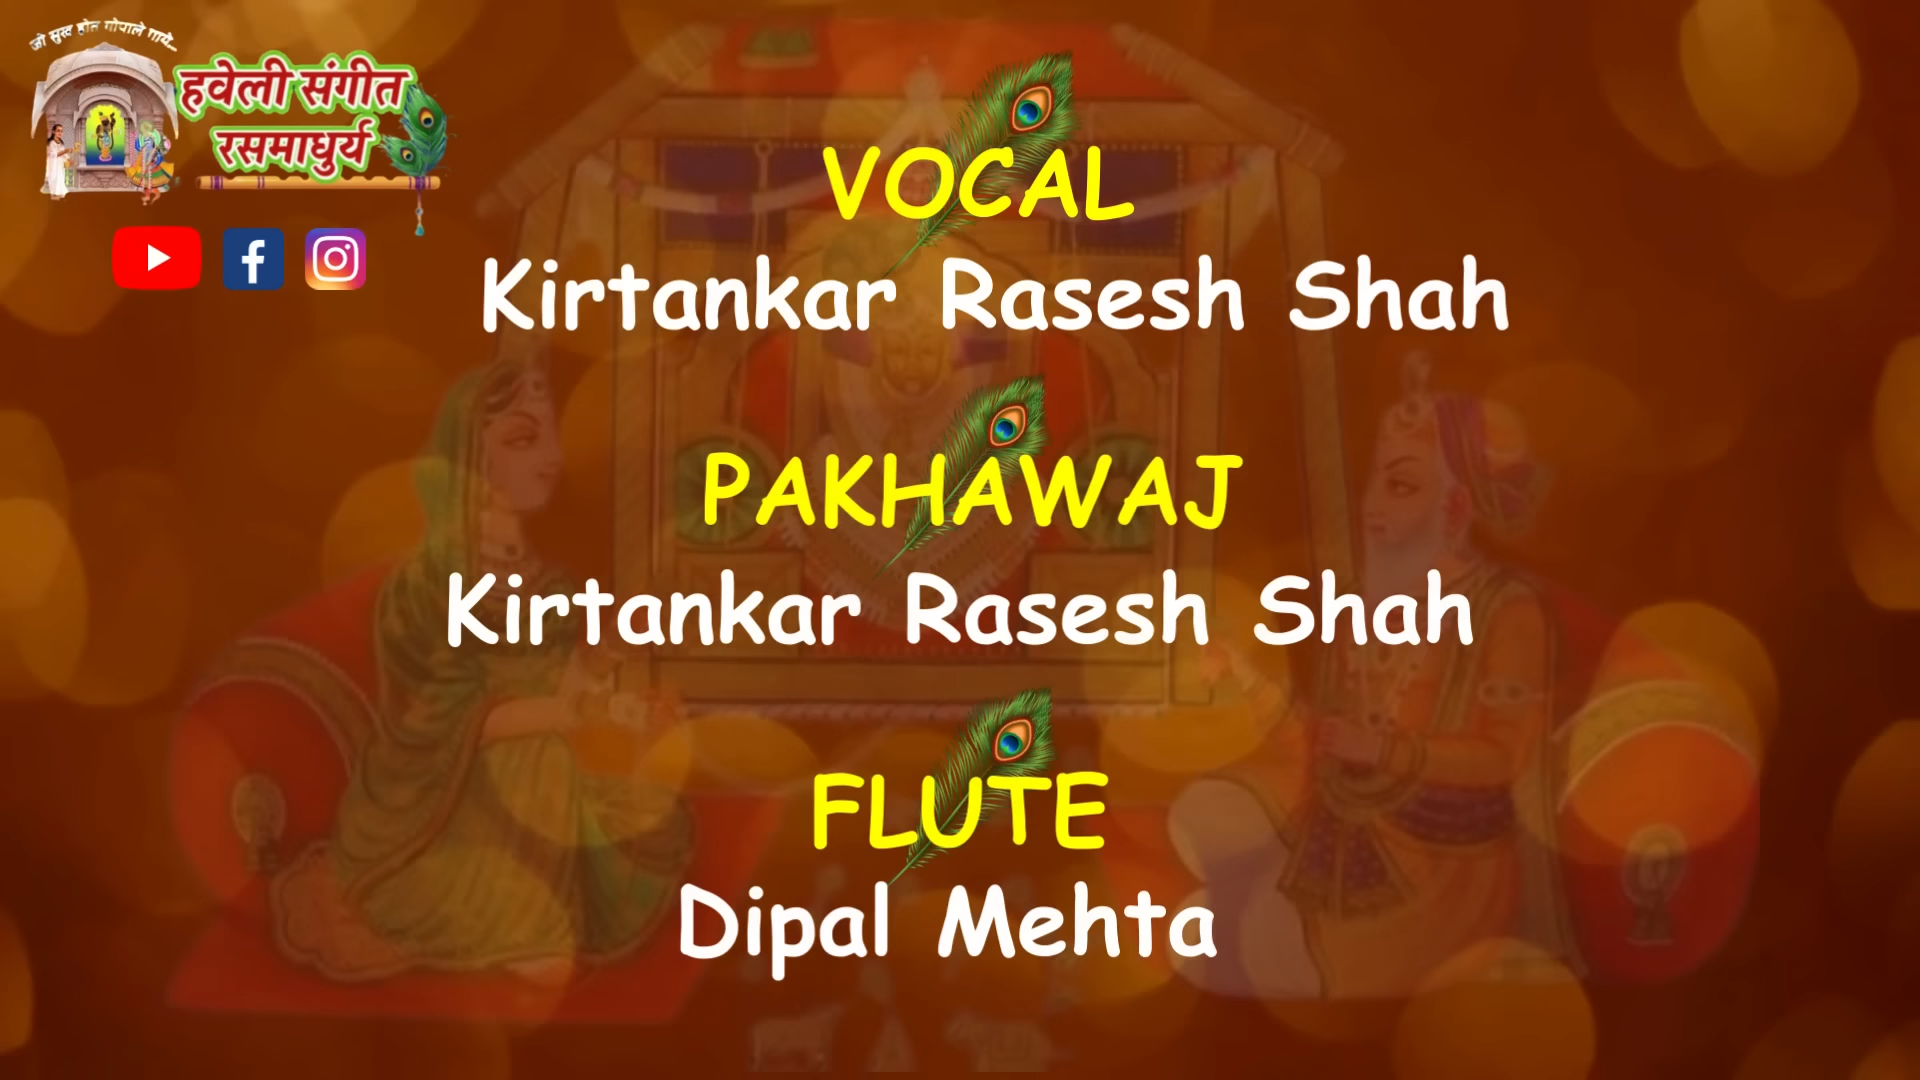 जो सुख होत गोपाले गाये...
हवेली संगीत
रसमाधुर्य
VOCAL
Kirtankar Rasesh Shah
PAKHAWAJ
Kirtankar Rasesh Shah
FLUTE
Dipal Mehta